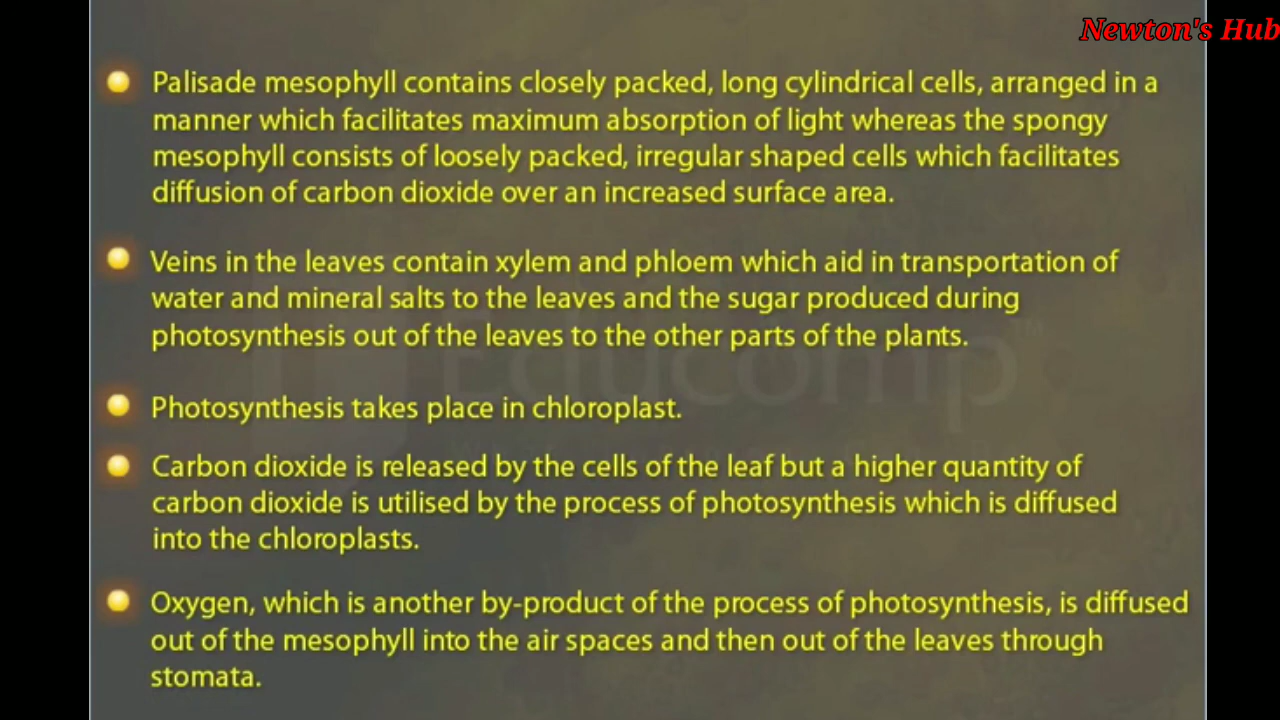 Newton's Hub
Palisade mesophyll contains closely packed, long cylindrical cells, arranged in a
manner which facilitates maximum absorption of light whereas the spongy
mesophyll consists of loosely packed, irregular shaped cells which facilitates
diffusion of carbon dioxide over an increased surface area.
Veins in the leaves contain xylem and phloem which aid in transportation of
water and mineral salts to the leaves and the sugar produced during
photosynthesis out of the leaves to the other parts of the plants.
Educomp™
Photosynthesis takes place in chloroplast.
Carbon dioxide is released by the cells of the leaf but a higher quantity of
carbon dioxide is utilised by the process of photosynthesis which is diffused
into the chloroplasts.
Oxygen, which is another by-product of the process of photosynthesis, is diffused
out of the mesophyll into the air spaces and then out of the leaves through
stomata.